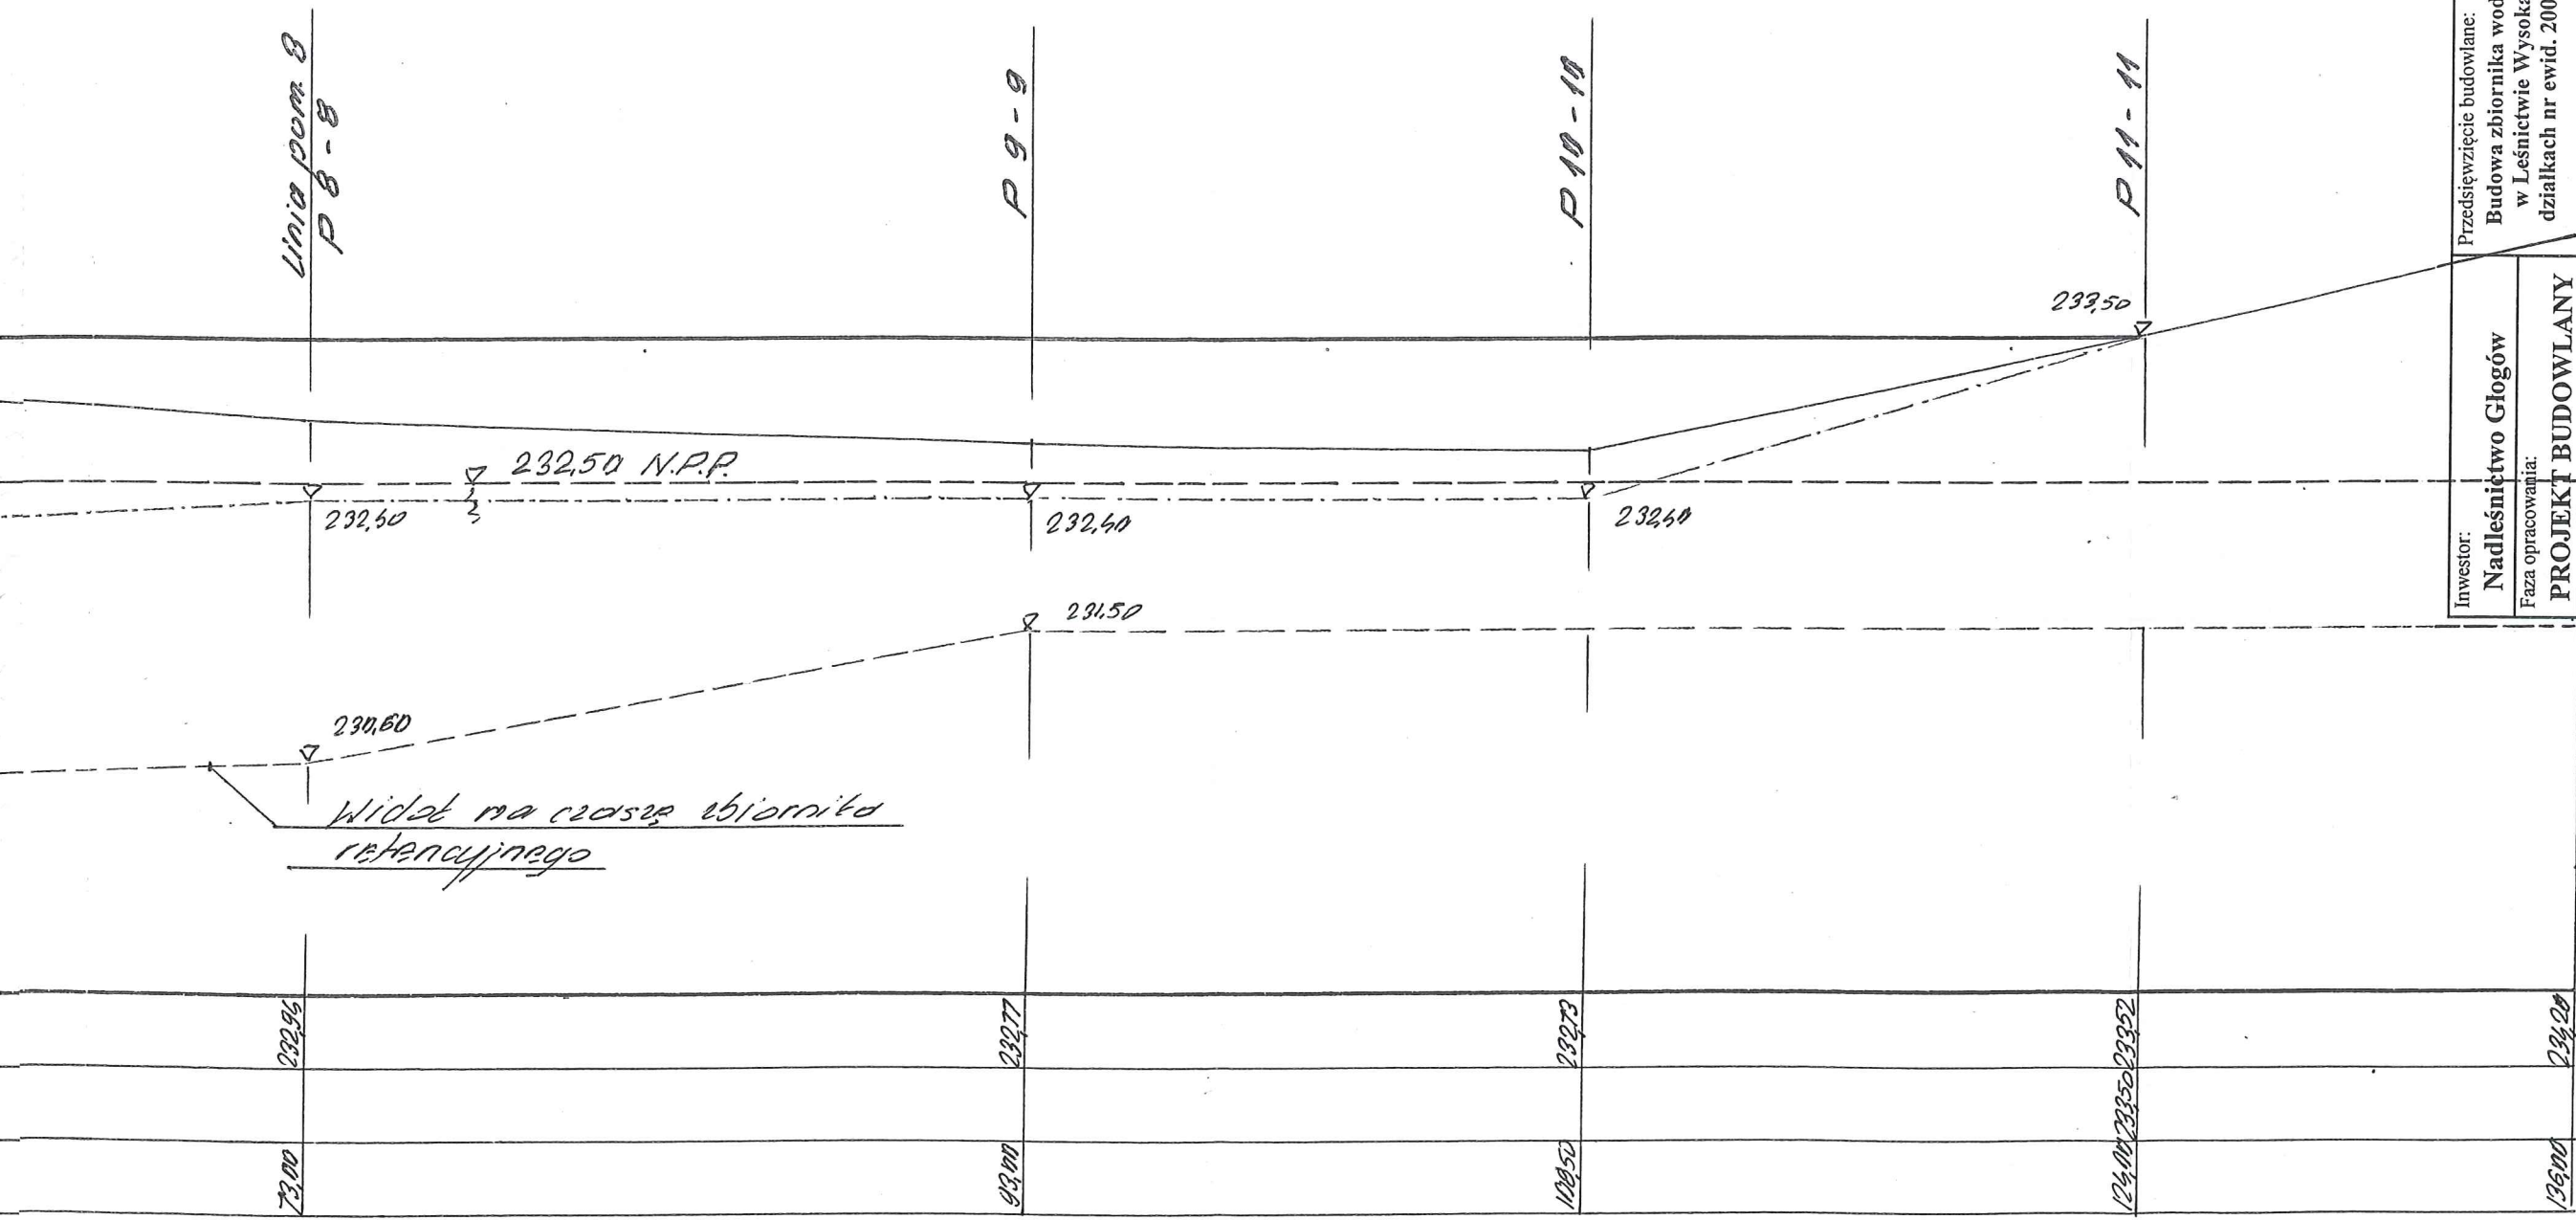 Linia pom. 8
P 8 - 8
P 9 - 9
P 10 - 10
P 11 - 11
Przedsięwzięcie budowlane:
Budowa zbiornika wod
w Leśnictwie Wysoka
działkach nr ewid. 200
Inwestor:
Nadleśnictwo Głogów
Faza opracowania:
PROJEKT BUDOWLANY
233,50
232,50 N.P.P.
232,40
232,40
232,40
231,50
230,60
Widok na czaszę zbiornika
retencyjnego
232,94
232,77
232,73
233,52
234,20
233,50
73,00
93,00
108,50
124,00
136,00